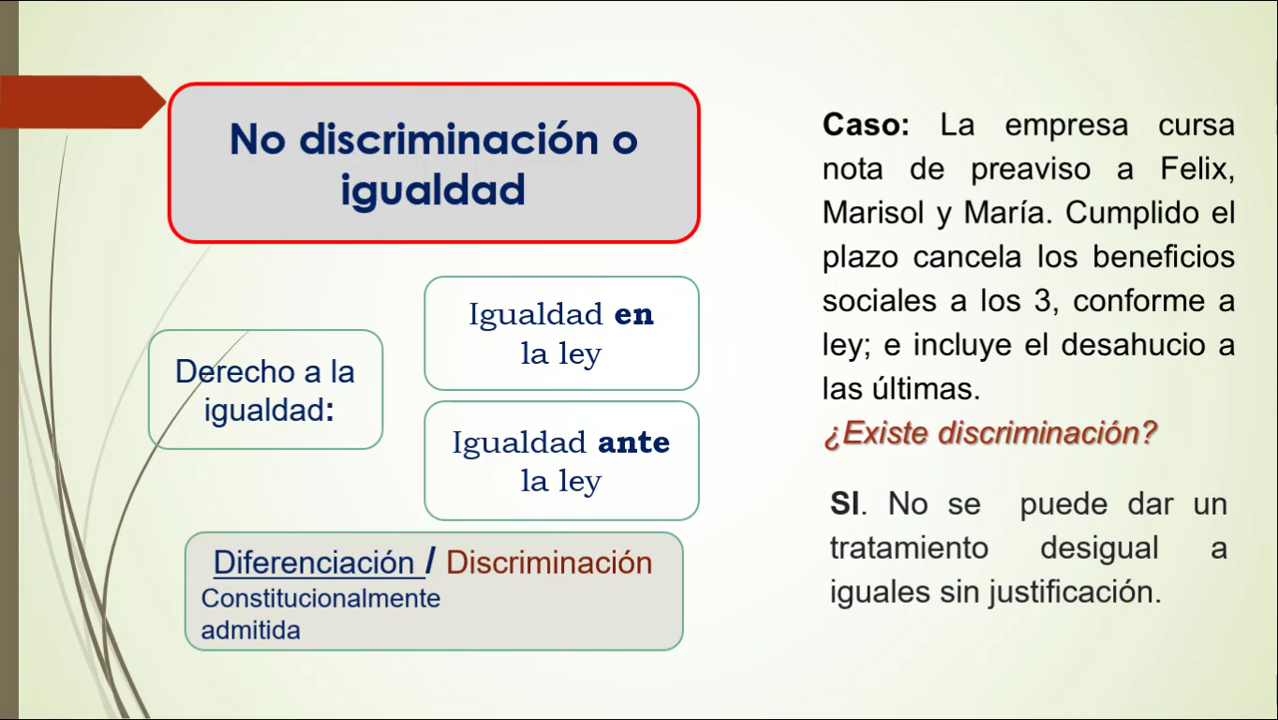 No discriminación o
igualdad
Derecho a la
igualdad:
Igualdad en
la ley
Igualdad ante
la ley
Diferenciación / Discriminación
Constitucionalmente
admitida
Caso: La empresa cursa
nota de preaviso a Felix,
Marisol y María. Cumplido el
plazo cancela los beneficios
sociales a los 3, conforme a
ley; e incluye el desahucio a
las últimas.
¿Existe discriminación?
SI. No se puede dar un
tratamiento desigual a
iguales sin justificación.